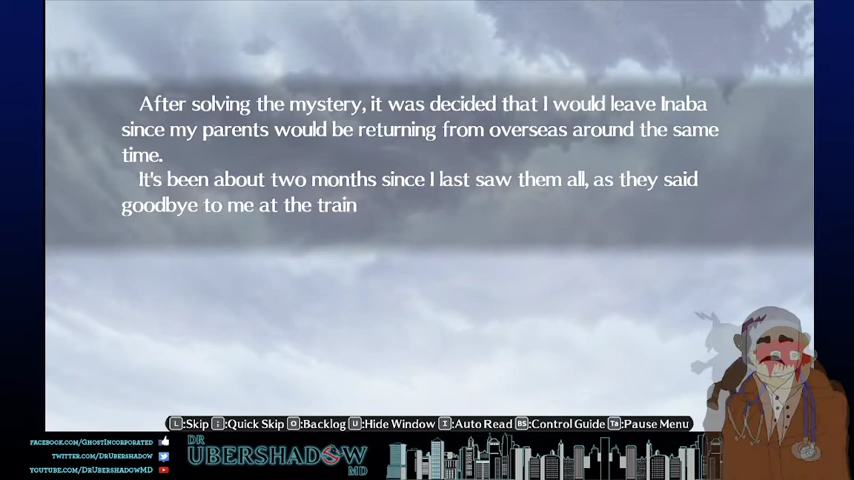 After solving the mystery, it was decided that I would leave Inaba
since my parents would be returning from overseas around the same
time.
It's been about two months since I last saw them all, as they said
goodbye to me at the train
L:Skip ;:Quick Skip O:Backlog U:Hide Window I:Auto Read BS:Control Guide Ta:Pause Menu
FACEBOOK.COM/GHOSTINCORPORATED
TWITTER.COM/DRUBERSHADOW
YOUTUBE.COM/DRUBERSHADOWMD
DR
UBERSHADOW
MD